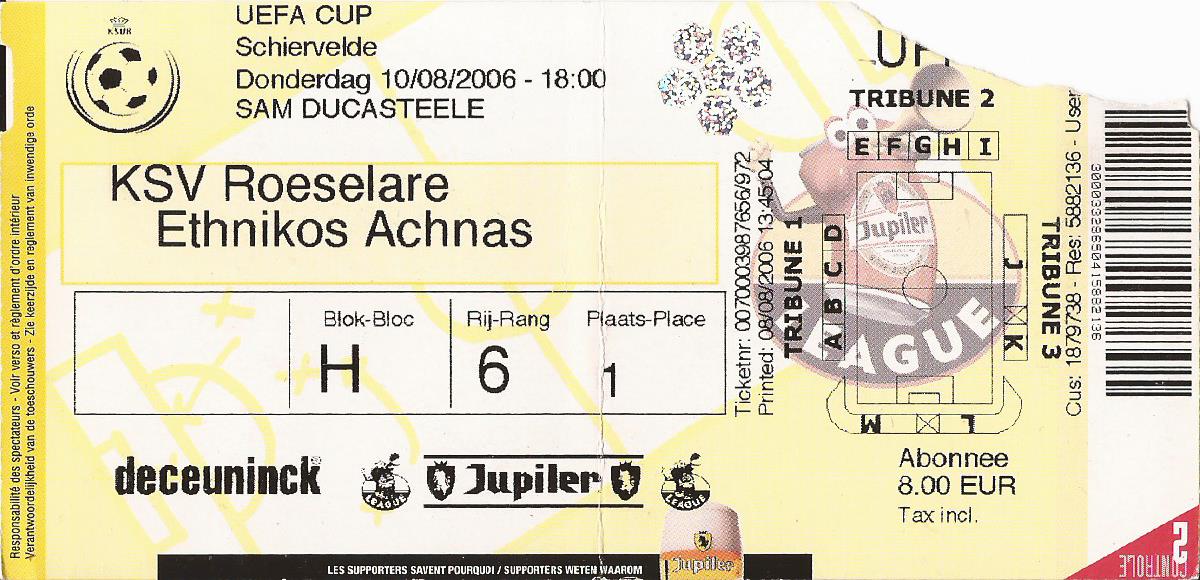 KSVR
UEFA CUP
Schiervelde
Donderdag 10/08/2006 - 18:00
SAM DUCASTEELE
KSV Roeselare
Ethnikos Achnas
Blok-Bloc
Rij-Rang
Plaats-Place
H
6
1
deceuninck
LEAGUE
Jupiler
LEAGUE
LES SUPPORTERS SAVENT POURQUOI / SUPPORTERS WETEN WAAROM
Jupiler
Responsabilité des spectateurs - Voir verso et règlement d'ordre intérieur
Verantwoordelijkheid van de toeschouwers - Zie keerzijde en reglement van inwendige orde
Ticketnr: 0070003987656/972
Printed: 08/08/2006 13:45:04
TRIBUNE 2
E F G H I
TRIBUNE 1
A B C D
Jupiler
LEAGUE
J
K
TRIBUNE 3
M
L
Abonnee
8.00 EUR
Tax incl.
Cus: 1879738 - Res: 5882136 - User
2
CONTROLE